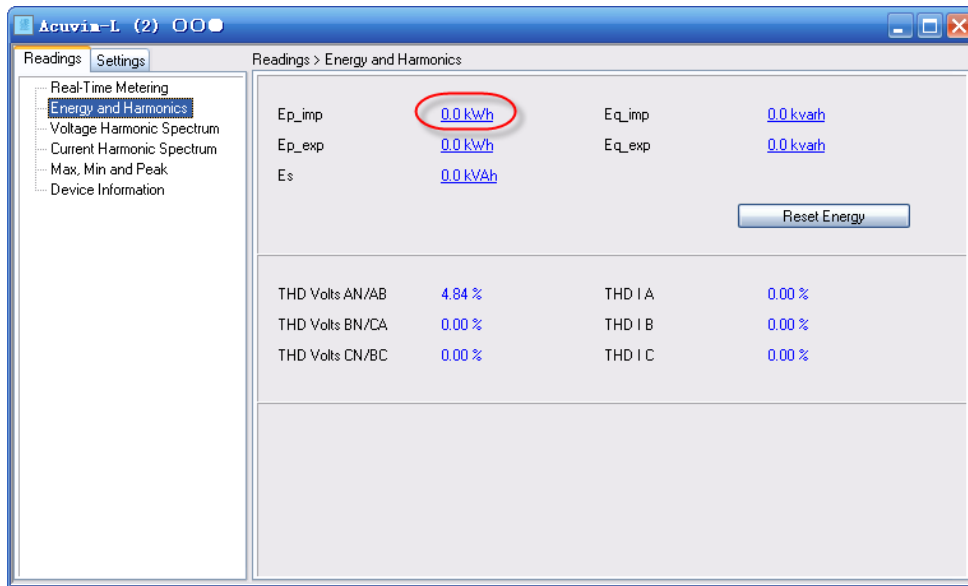 Acuvim-L (2) ○○●
Readings Settings
Readings > Energy and Harmonics
Real-Time Metering
Energy and Harmonics
Voltage Harmonic Spectrum
Current Harmonic Spectrum
Max, Min and Peak
Device Information
Ep_imp 0.0 kWh Eq_imp 0.0 kvarh
Ep_exp 0.0 kWh Eq_exp 0.0 kvarh
Es 0.0 kVAh
Reset Energy
THD Volts AN/AB 4.84 % THD I A 0.00 %
THD Volts BN/CA 0.00 % THD I B 0.00 %
THD Volts CN/BC 0.00 % THD I C 0.00 %